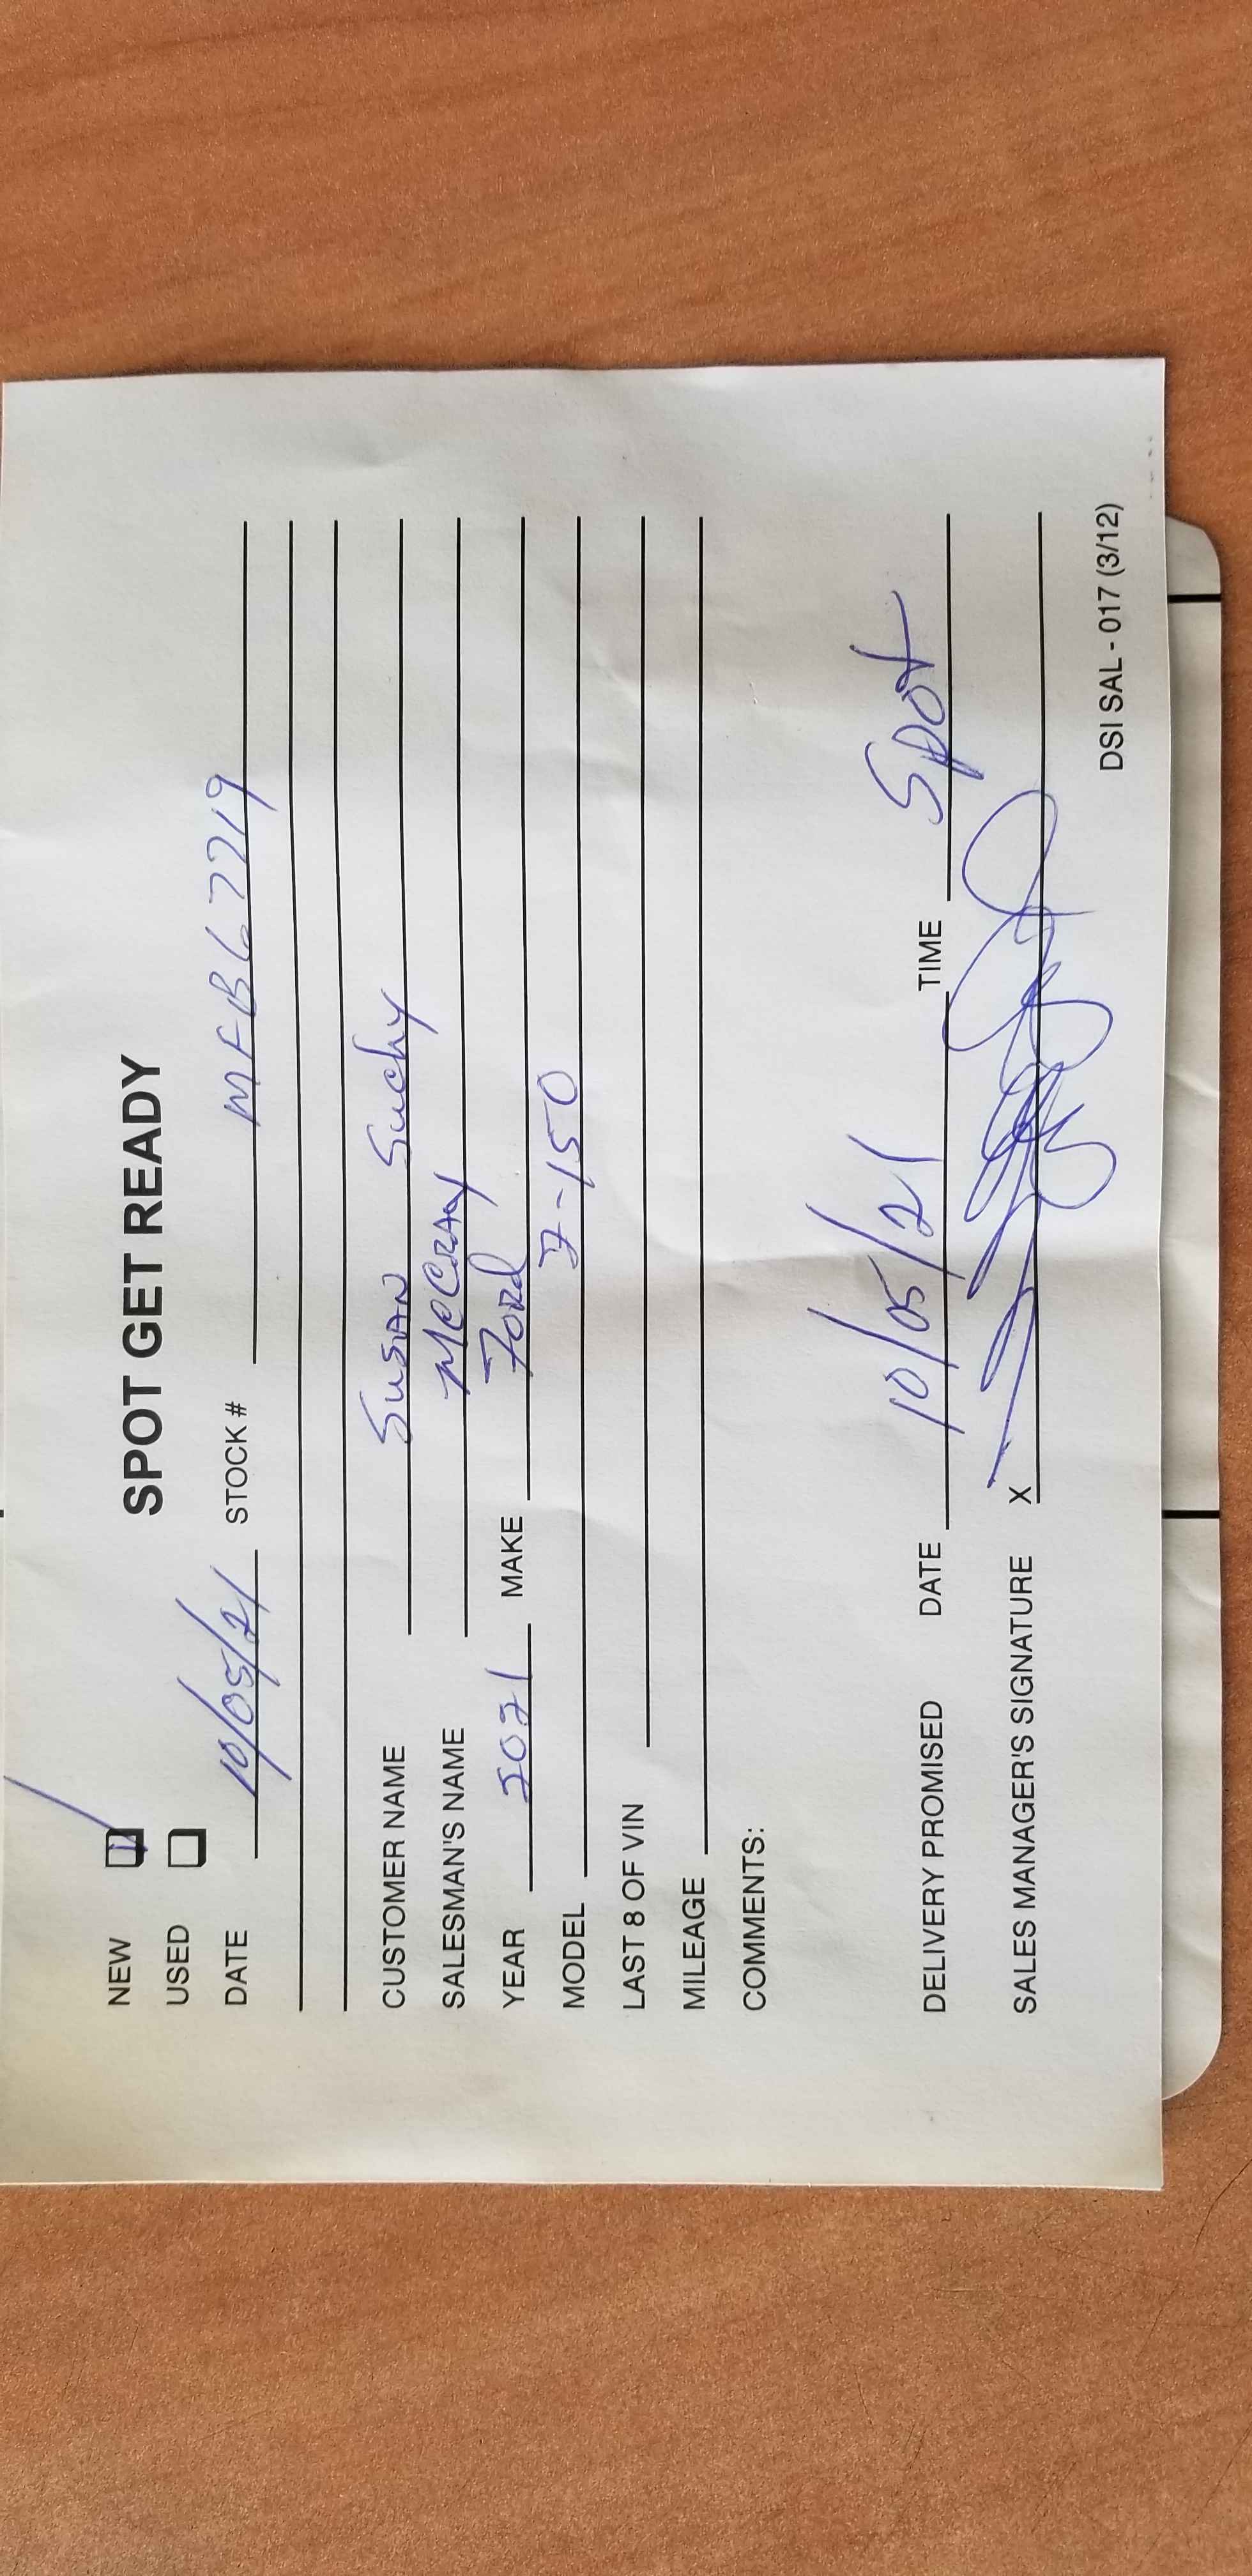 SPOT GET READY
NEW
USED
DATE 10/05/21 STOCK # MFB67719
CUSTOMER NAME Susan Suchy
SALESMAN'S NAME McCray
YEAR 2021 MAKE Ford
MODEL F-150
LAST 8 OF VIN
MILEAGE
COMMENTS:
DELIVERY PROMISED DATE 10/05/21 TIME Spot
SALES MANAGER'S SIGNATURE X
DSI SAL - 017 (3/12)